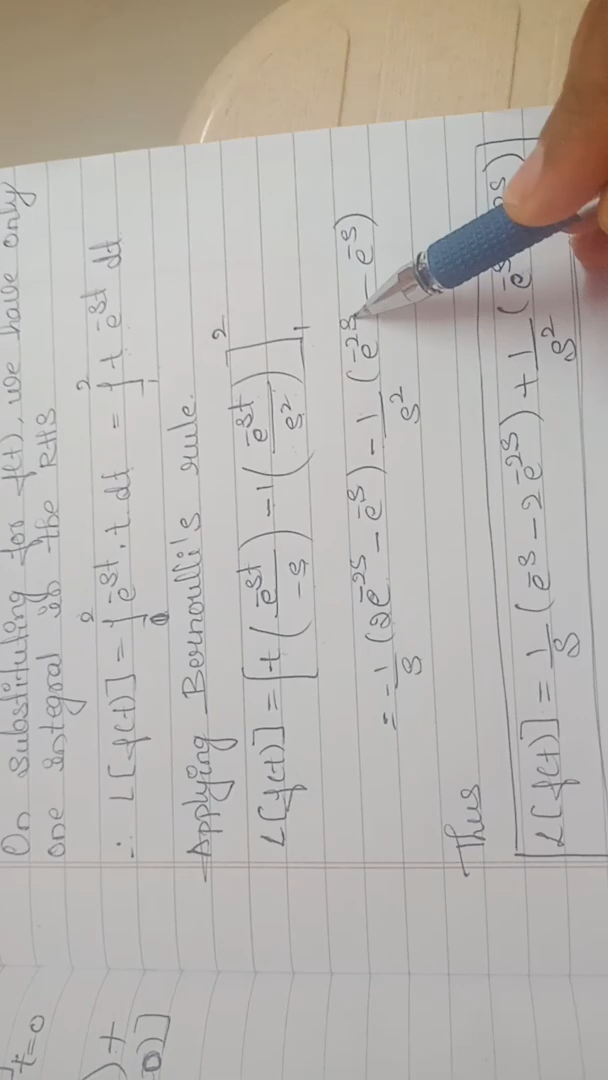 On substituting for f(t), we have only
one integral in the RHS
∴ L[f(t)] = ∫₀² e^{-st}. t dt = ∫₁² t e^{-st} dt
Applying Bernoulli's rule.
L[f(t)] = [t(e^{-st}/-s) - 1(e^{-st}/s²)]₁²
= -1/s (2e^{-2s} - e^{-s}) - 1/s² (e^{-2s} - e^{-s})
Thus
L[f(t)] = 1/s (e^{-s} - 2e^{-2s}) + 1/s² (e^{-s}
t=0
) +
0)]